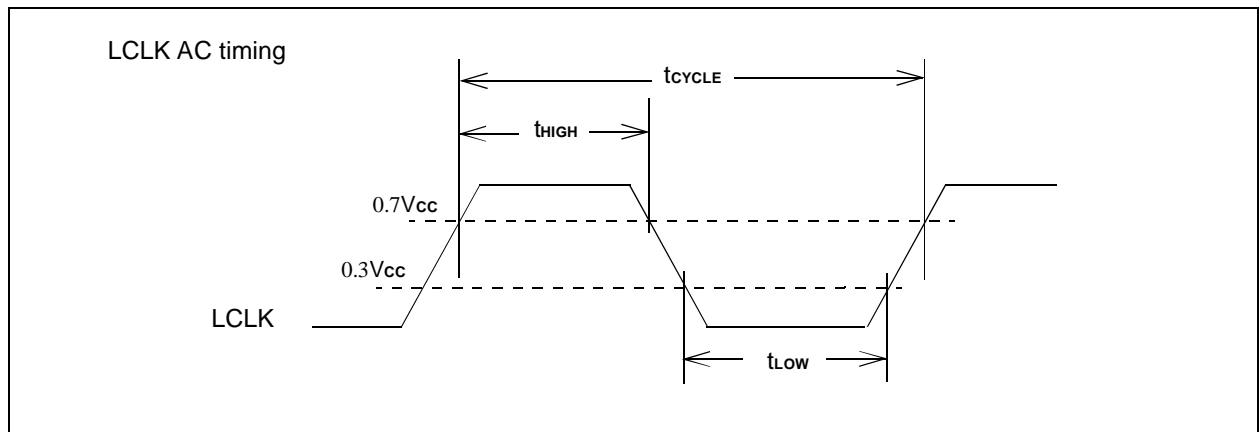 LCLK AC timing
tCYCLE
tHIGH
0.7Vcc
0.3Vcc
LCLK
tLOW